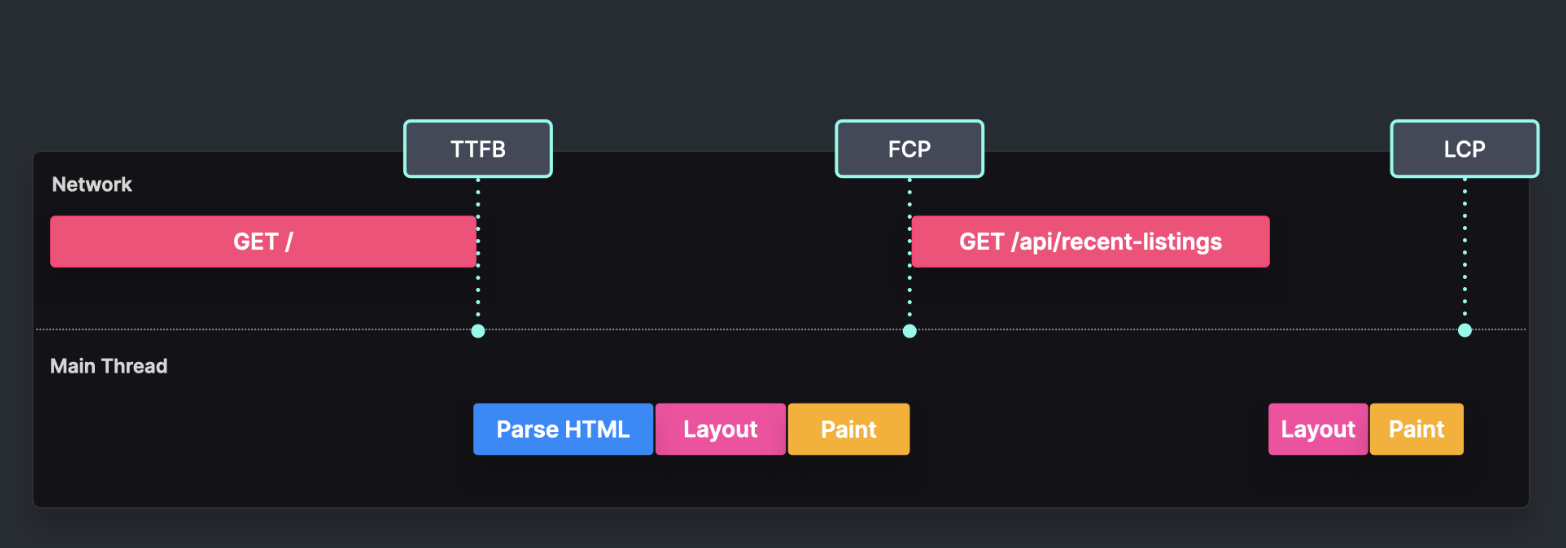 TTFB
FCP
LCP
Network
GET /
GET /api/recent-listings
Main Thread
Parse HTML
Layout
Paint
Layout
Paint